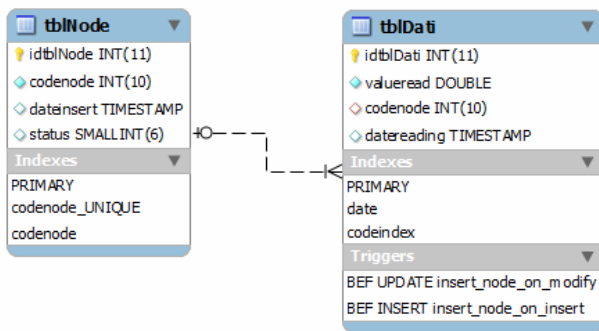 tblNode
idtblNode INT(11)
codenode INT(10)
dateinsert TIMESTAMP
status SMALLINT(6)
Indexes
PRIMARY
codenode_UNIQUE
codenode
tblDati
idtblDati INT(11)
valueread DOUBLE
codenode INT(10)
datereading TIMESTAMP
Indexes
PRIMARY
date
codeindex
Triggers
BEF UPDATE insert_node_on_modify
BEF INSERT insert_node_on_insert